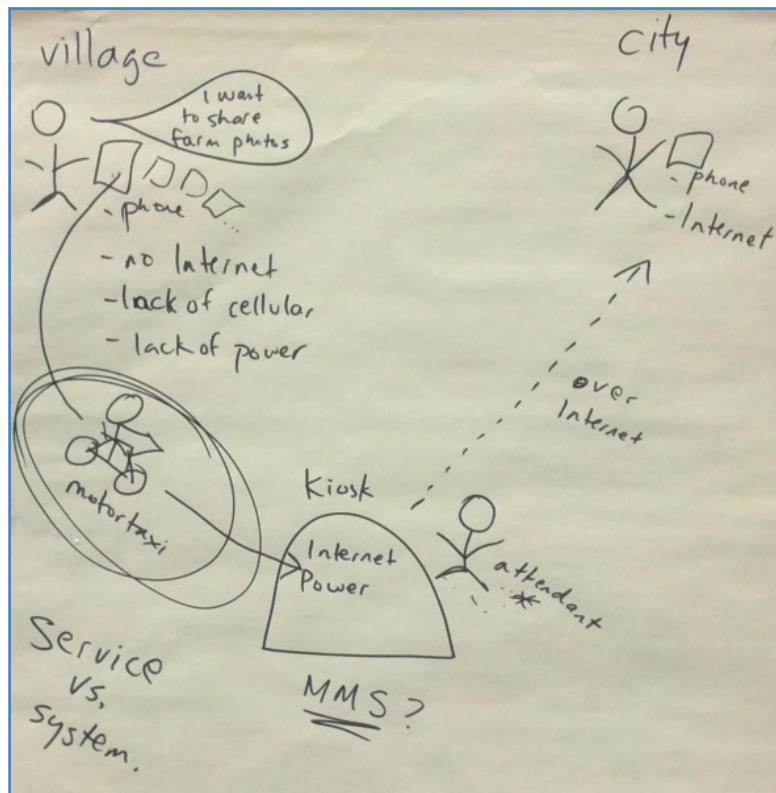 village
I want
to share
farm photos
- phone
- no Internet
- lack of cellular
- lack of power
motortaxi
Kiosk
Internet
Power
attendant
MMS?
Service
vs.
system.
city
- phone
- Internet
over
Internet